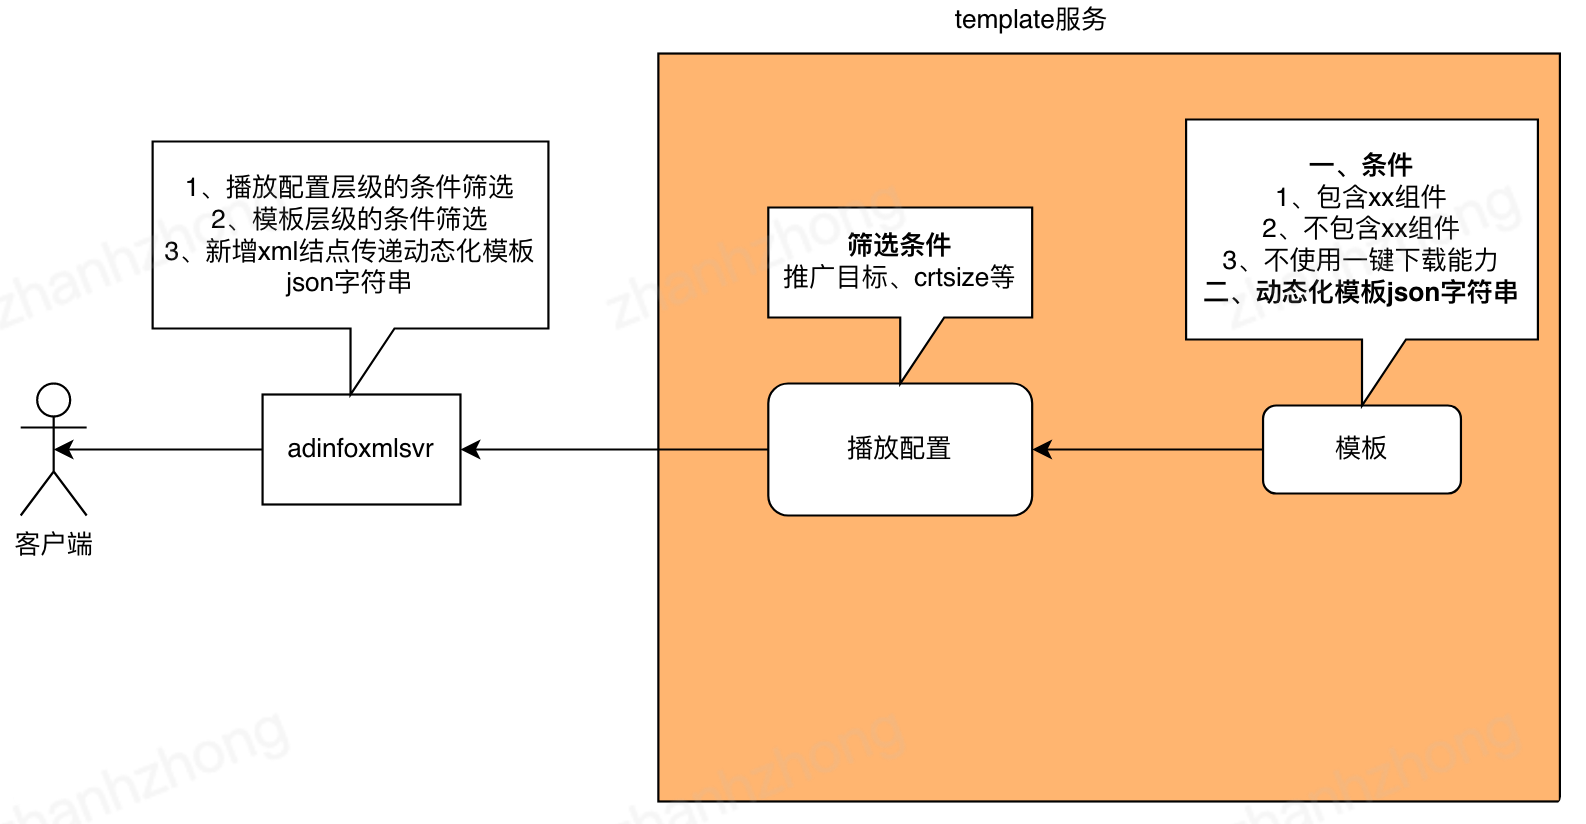 template服务
1、播放配置层级的条件筛选
2、模板层级的条件筛选
3、新增xml结点传递动态化模板
json字符串
筛选条件
推广目标、crtsize等
一、条件
1、包含xx组件
2、不包含xx组件
3、不使用一键下载能力
二、动态化模板json字符串
客户端
adinfoxmlsvr
播放配置
模板
zhanhzhong
zhanhzhong
zhanhzhong
zhanhzhong
zhanhzhong
zhanhzhong